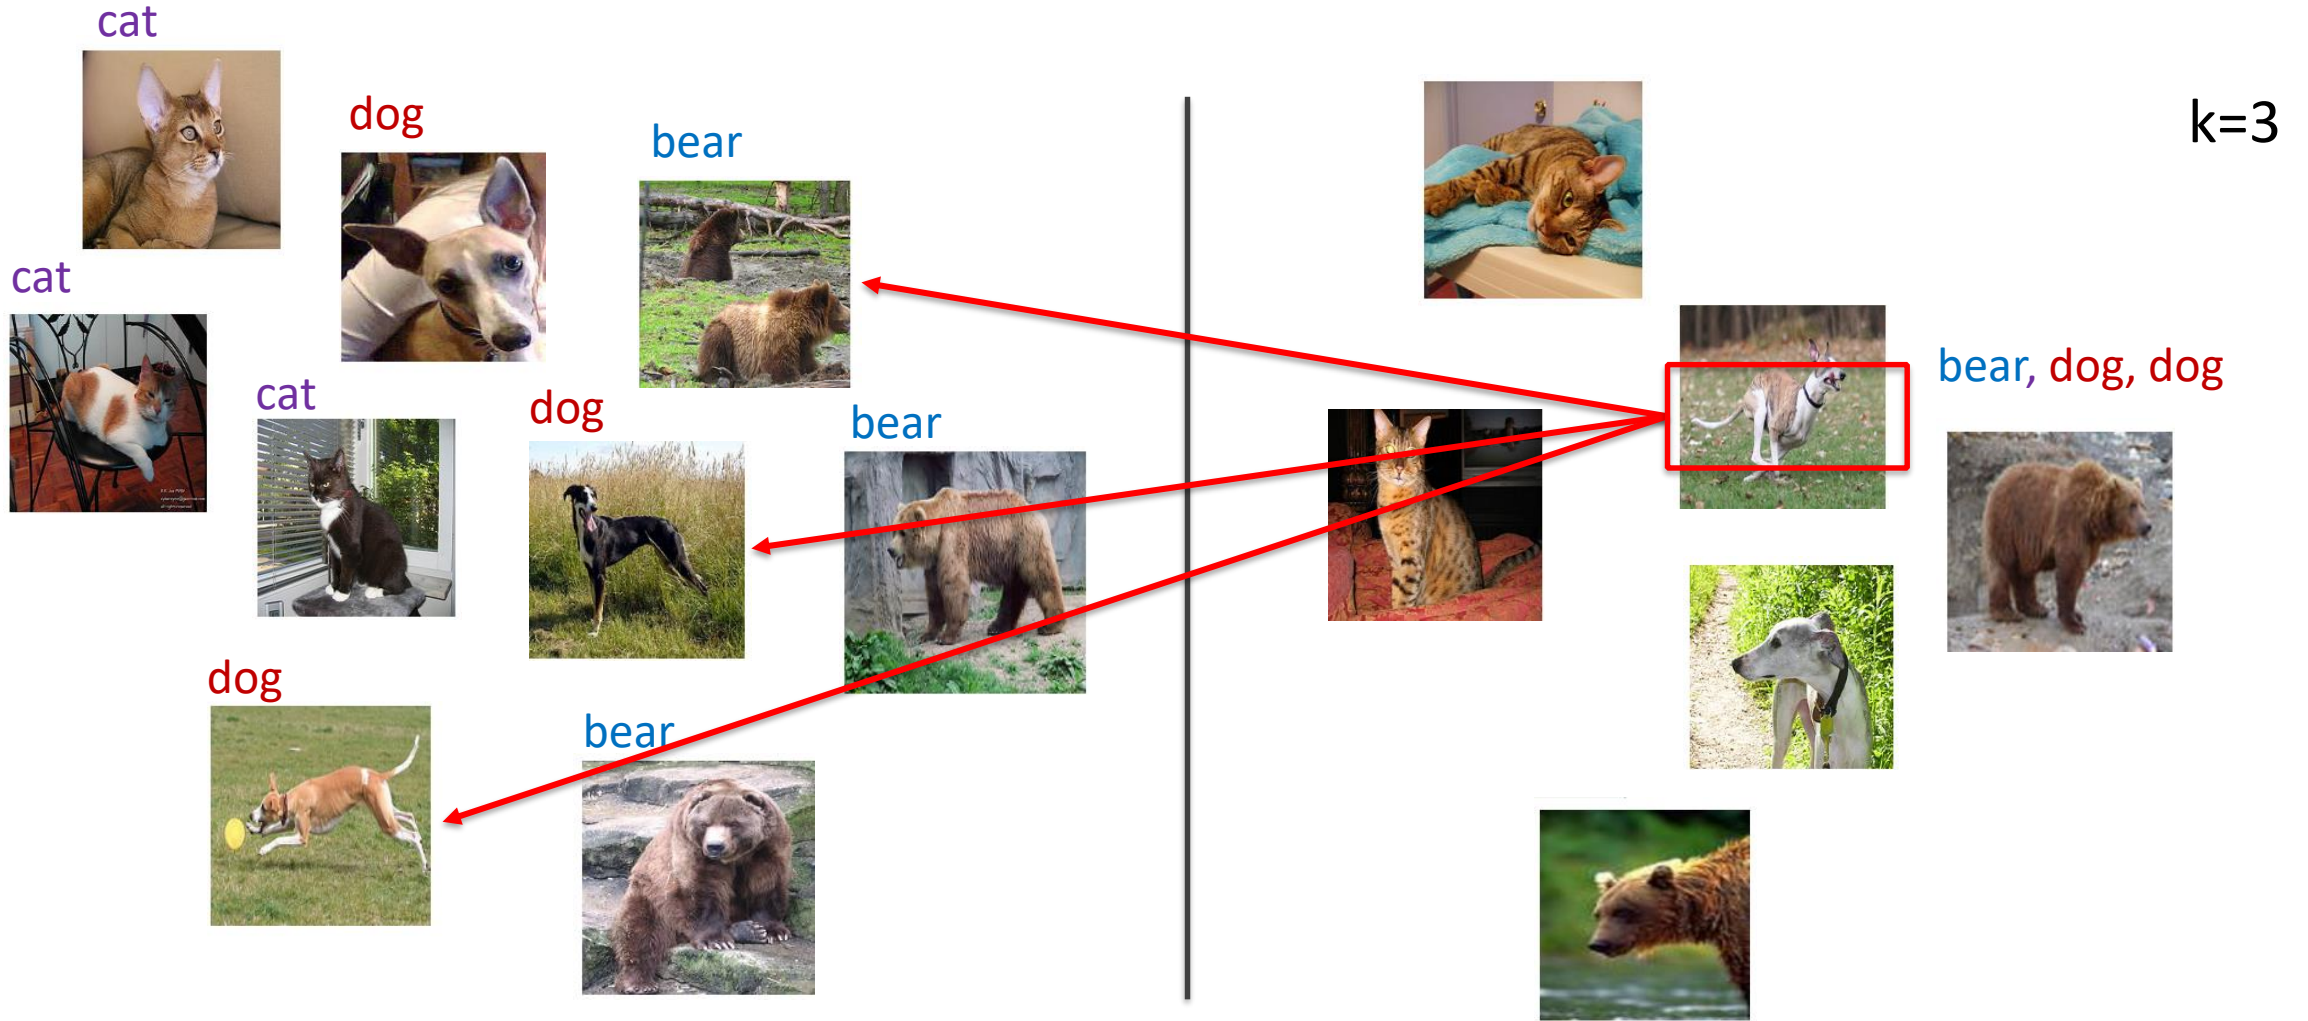 cat
dog
bear
k=3
cat
cat
dog
bear
bear, dog, dog
dog
bear